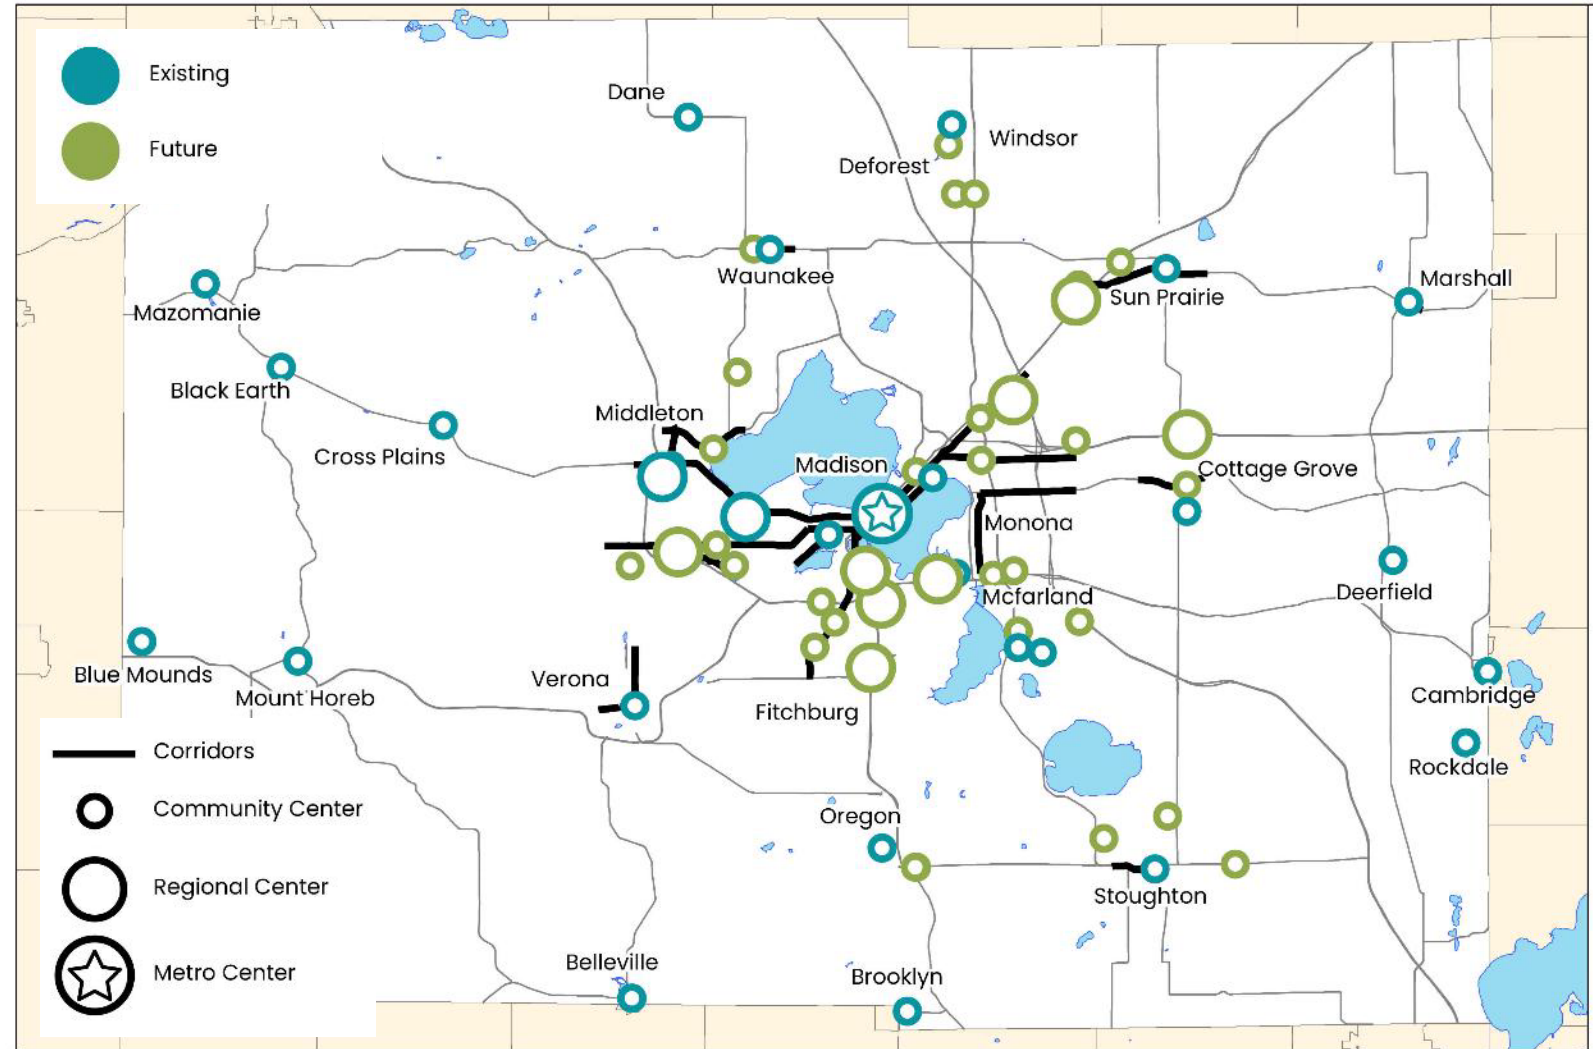 Existing
Future
Dane
Windsor
Deforest
Waunakee
Sun Prairie
Marshall
Mazomanie
Black Earth
Middleton
Cross Plains
Madison
Cottage Grove
Monona
Mcfarland
Deerfield
Blue Mounds
Mount Horeb
Verona
Fitchburg
Cambridge
Rockdale
Corridors
Community Center
Regional Center
Metro Center
Oregon
Stoughton
Belleville
Brooklyn